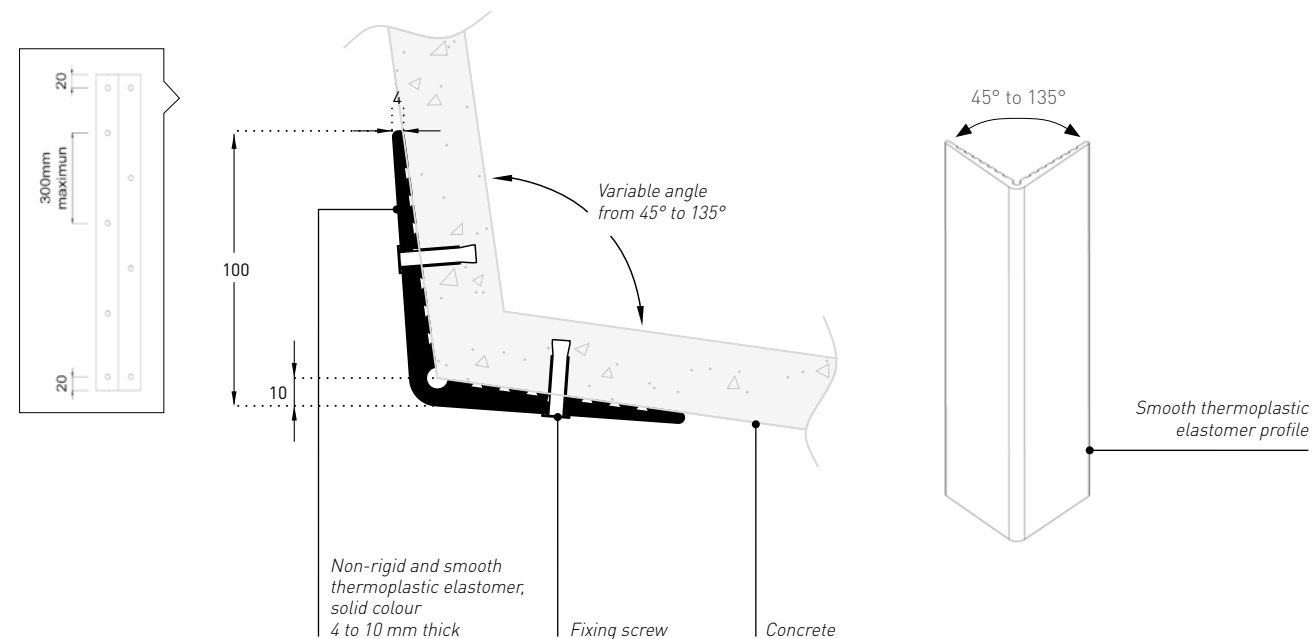 20
300mm
maximun
20
4
100
10
Variable angle
from 45° to 135°
Non-rigid and smooth
thermoplastic elastomer,
solid colour
4 to 10 mm thick
Fixing screw
Concrete
45° to 135°
Smooth thermoplastic
elastomer profile